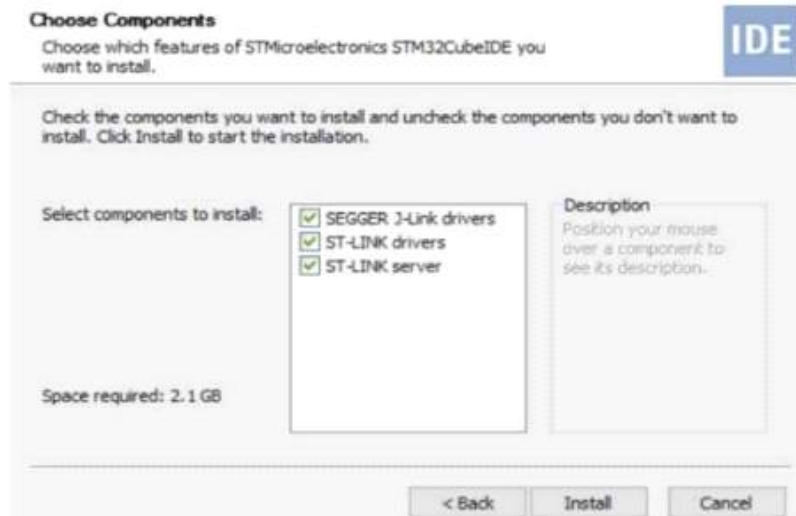 Choose Components
Choose which features of STMicroelectronics STM32CubeIDE you
want to install.
IDE
Check the components you want to install and uncheck the components you don't want to
install. Click Install to start the installation.
Select components to install:
SEGGER J-Link drivers
ST-LINK drivers
ST-LINK server
Description
Position your mouse
over a component to
see its description.
Space required: 2.1 GB
< Back
Install
Cancel